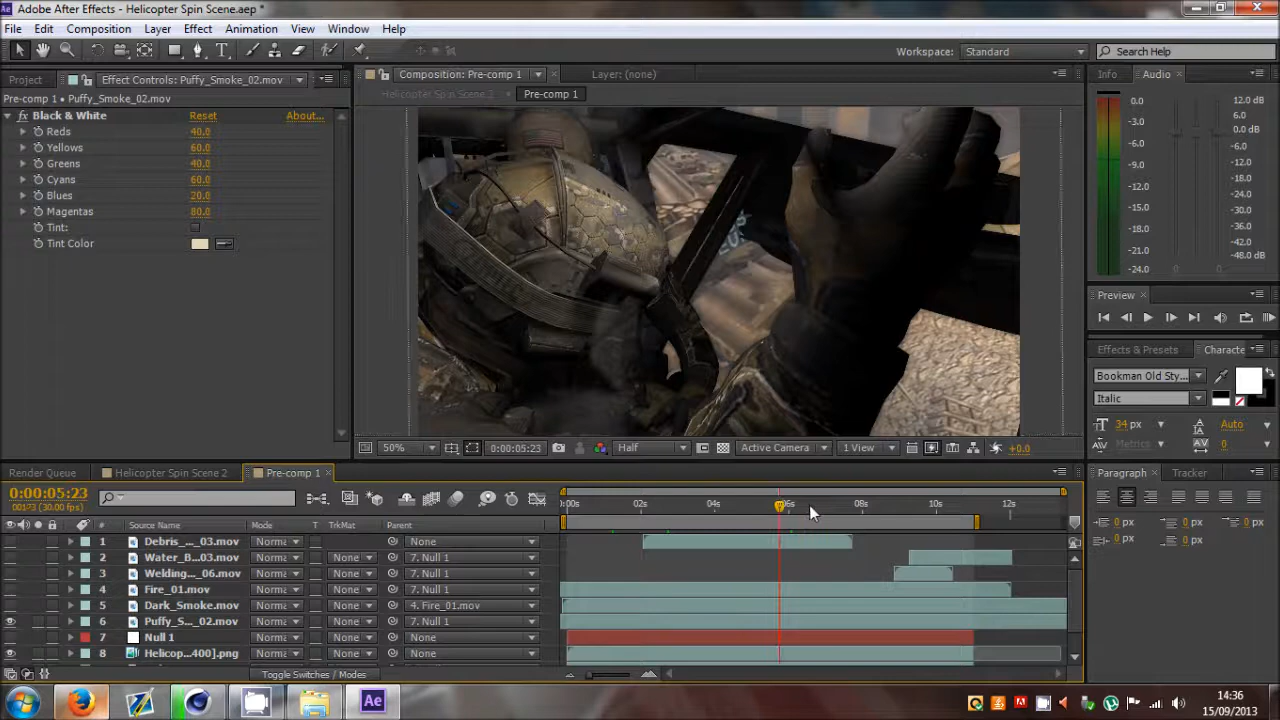 Adobe After Effects - Helicopter Spin Scene.aep *
File Edit Composition Layer Effect Animation View Window Help
Workspace: Standard Search Help
Project Effect Controls: Puffy_Smoke_02.mov Composition: Pre-comp 1 Layer: (none) Info Audio
Pre-comp 1 • Puffy_Smoke_02.mov Helicopter Spin Scene 2 Pre-comp 1
fx Black & White Reset About...
Reds 40.0
Yellows 60.0
Greens 40.0
Cyans 60.0
Blues 20.0
Magentas 80.0
Tint:
Tint Color
0.0 12.0 dB
-3.0 6.0
-6.0 0.0 dB
-9.0 -6.0
-12.0 -12.0
-15.0 -18.0
-18.0 -24.0
-21.0 -36.0
-24.0 -48.0 dB
Preview
Effects & Presets Characte
Bookman Old Sty...
Italic
34 px Auto
Metrics 0
50% 0:00:05:23 Half Active Camera 1 View +0.0
Render Queue Helicopter Spin Scene 2 Pre-comp 1
Paragraph Tracker
0 px 0 px 0 px
0 px 0 px
0:00:05:23
00173 (30.00 fps)
:00s 02s 04s 06s 08s 10s 12s
# Source Name Mode T TrkMat Parent
1 Debris_..._03.mov Norma None
2 Water_B...03.mov Norma None 7. Null 1
3 Welding..._06.mov Norma None 7. Null 1
4 Fire_01.mov Norma None 7. Null 1
5 Dark_Smoke.mov Norma None 4. Fire_01.mov
6 Puffy_S..._02.mov Norma None 7. Null 1
7 Null 1 Norma None None
8 Helicop...400].png Norma None None
Toggle Switches / Modes
Ae
14:36
15/09/2013